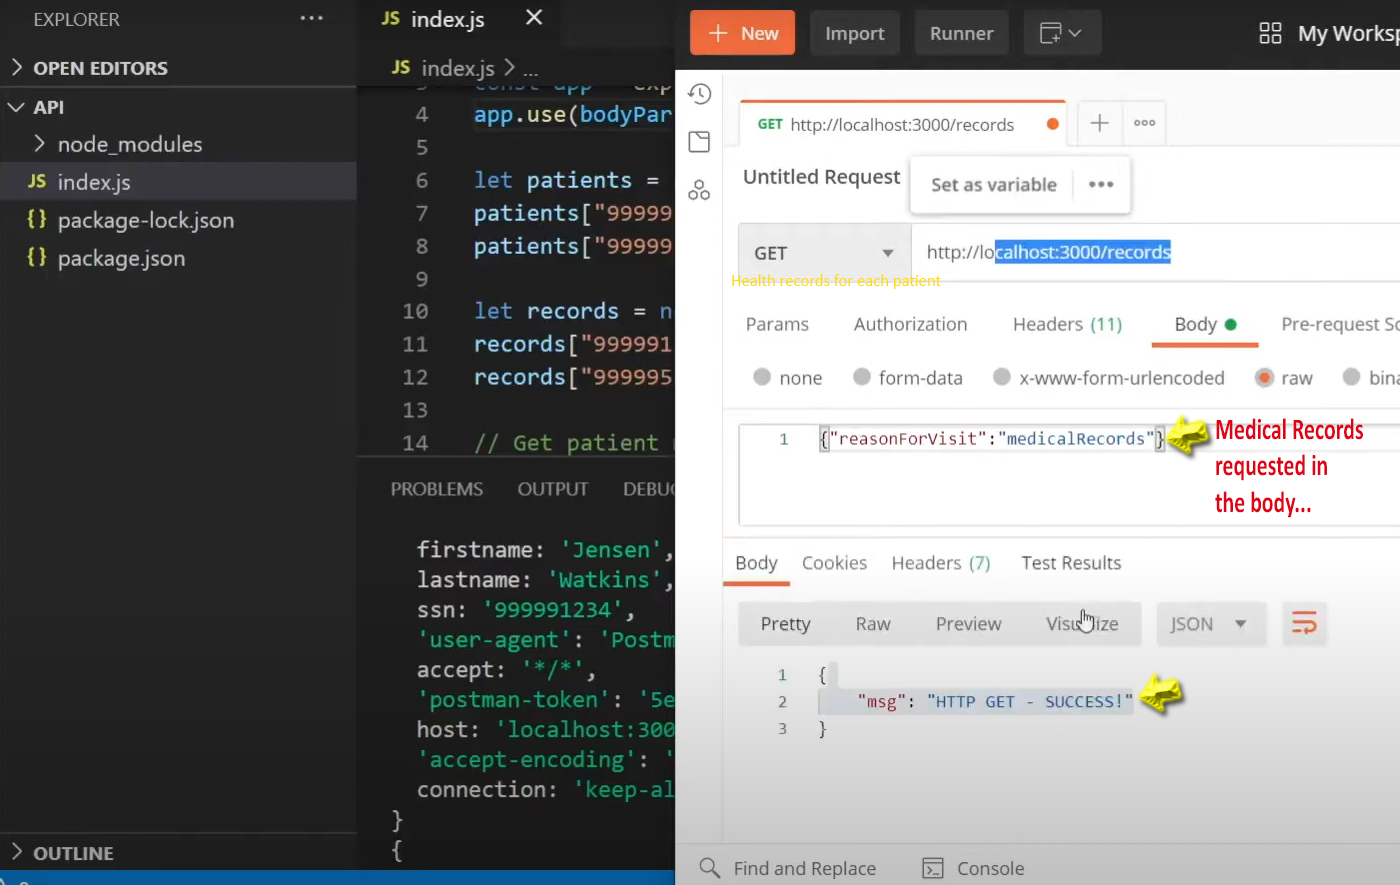 EXPLORER
OPEN EDITORS
API
node_modules
JS index.js
{} package-lock.json
{} package.json
OUTLINE
JS index.js
JS index.js > ...
4 app.use(bodyPar
5
6 let patients =
7 patients["99999
8 patients["99999
9
10 let records = n
11 records["999991
12 records["999995
13
14 // Get patient
PROBLEMS OUTPUT DEBUG
firstname: 'Jensen',
lastname: 'Watkins',
ssn: '999991234',
'user-agent': 'Postm
accept: '*/*',
'postman-token': '5e
host: 'localhost:300
'accept-encoding': '
connection: 'keep-al
}
{
+ New Import Runner My Worksp
GET http://localhost:3000/records
Untitled Request
Set as variable
GET http://localhost:3000/records
Health records for each patient
Params Authorization Headers (11) Body Pre-request Sc
none form-data x-www-form-urlencoded raw bina
1 {"reasonForVisit":"medicalRecords"}
Medical Records
requested in
the body...
Body Cookies Headers (7) Test Results
Pretty Raw Preview Visualize JSON
1 {
2 "msg": "HTTP GET - SUCCESS!"
3 }
Find and Replace Console